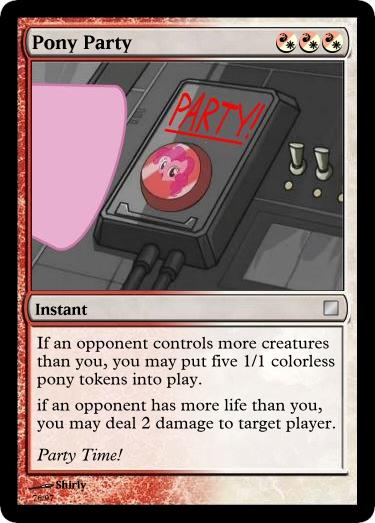 Pony Party
PARTY!
Instant
If an opponent controls more creatures
than you, you may put five 1/1 colorless
pony tokens into play.
if an opponent has more life than you,
you may deal 2 damage to target player.
Party Time!
Shirly
76/97